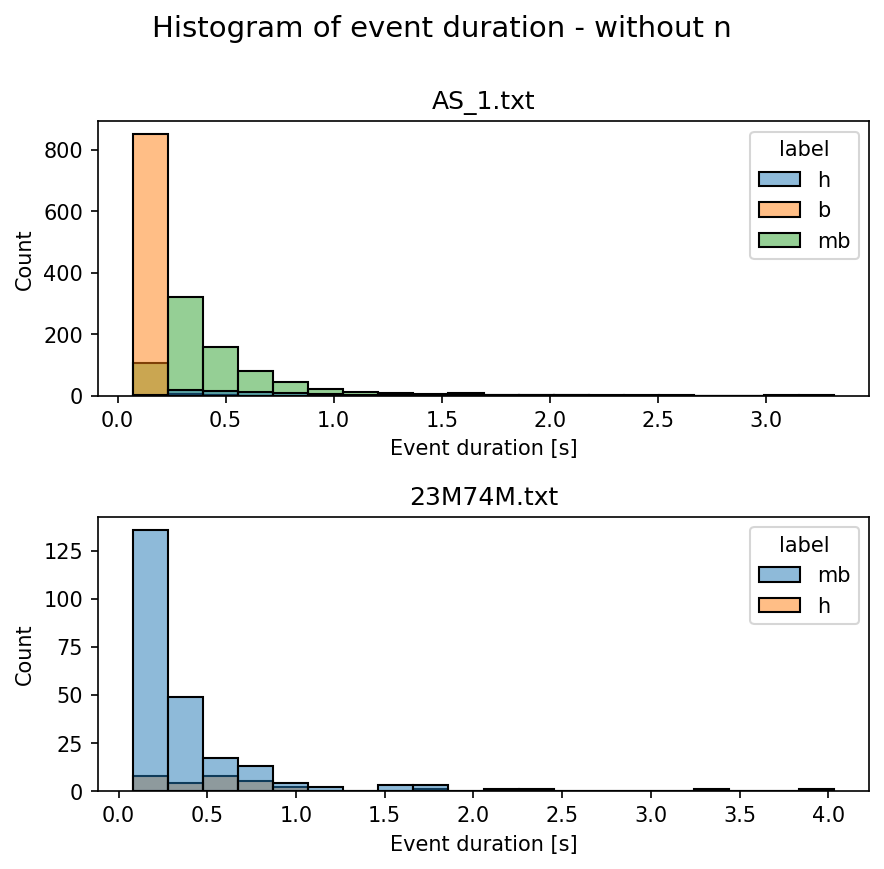 Histogram of event duration - without n
AS_1.txt
label
h
b
mb
Count
800
600
400
200
0
0.0 0.5 1.0 1.5 2.0 2.5 3.0
Event duration [s]
23M74M.txt
label
mb
h
Count
125
100
75
50
25
0
0.0 0.5 1.0 1.5 2.0 2.5 3.0 3.5 4.0
Event duration [s]